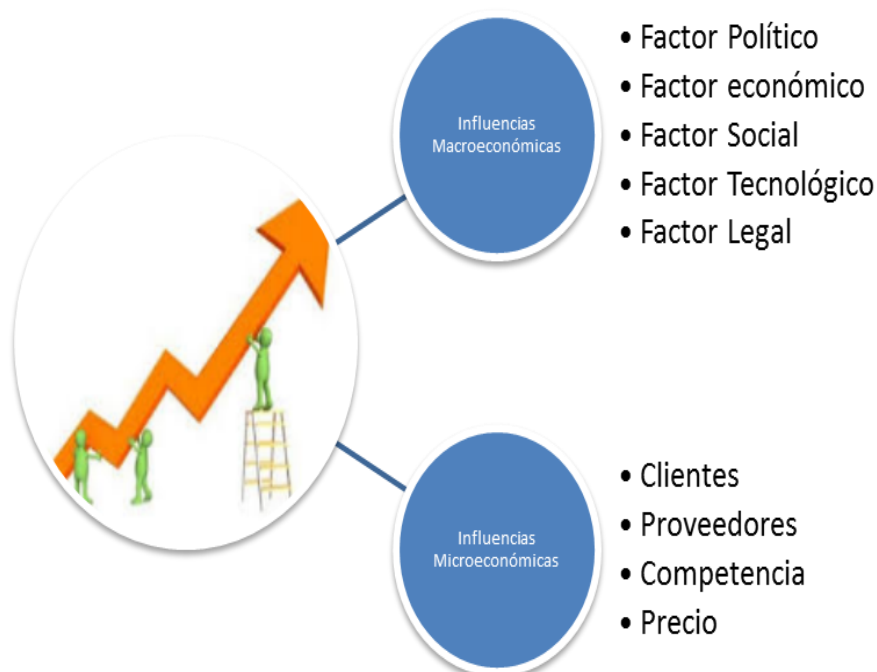 Influencias
Macroeconómicas
• Factor Político
• Factor económico
• Factor Social
• Factor Tecnológico
• Factor Legal
Influencias
Microeconómicas
• Clientes
• Proveedores
• Competencia
• Precio